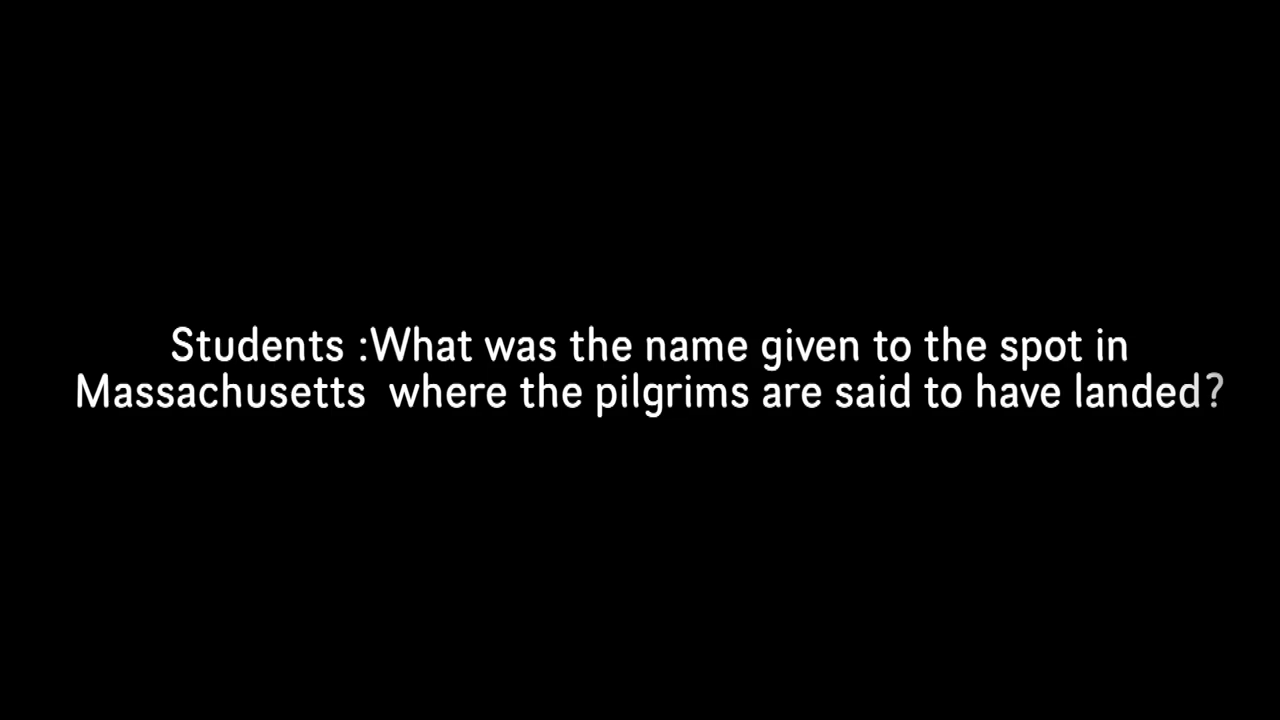 Students :What was the name given to the spot in
Massachusetts  where the pilgrims are said to have landed?